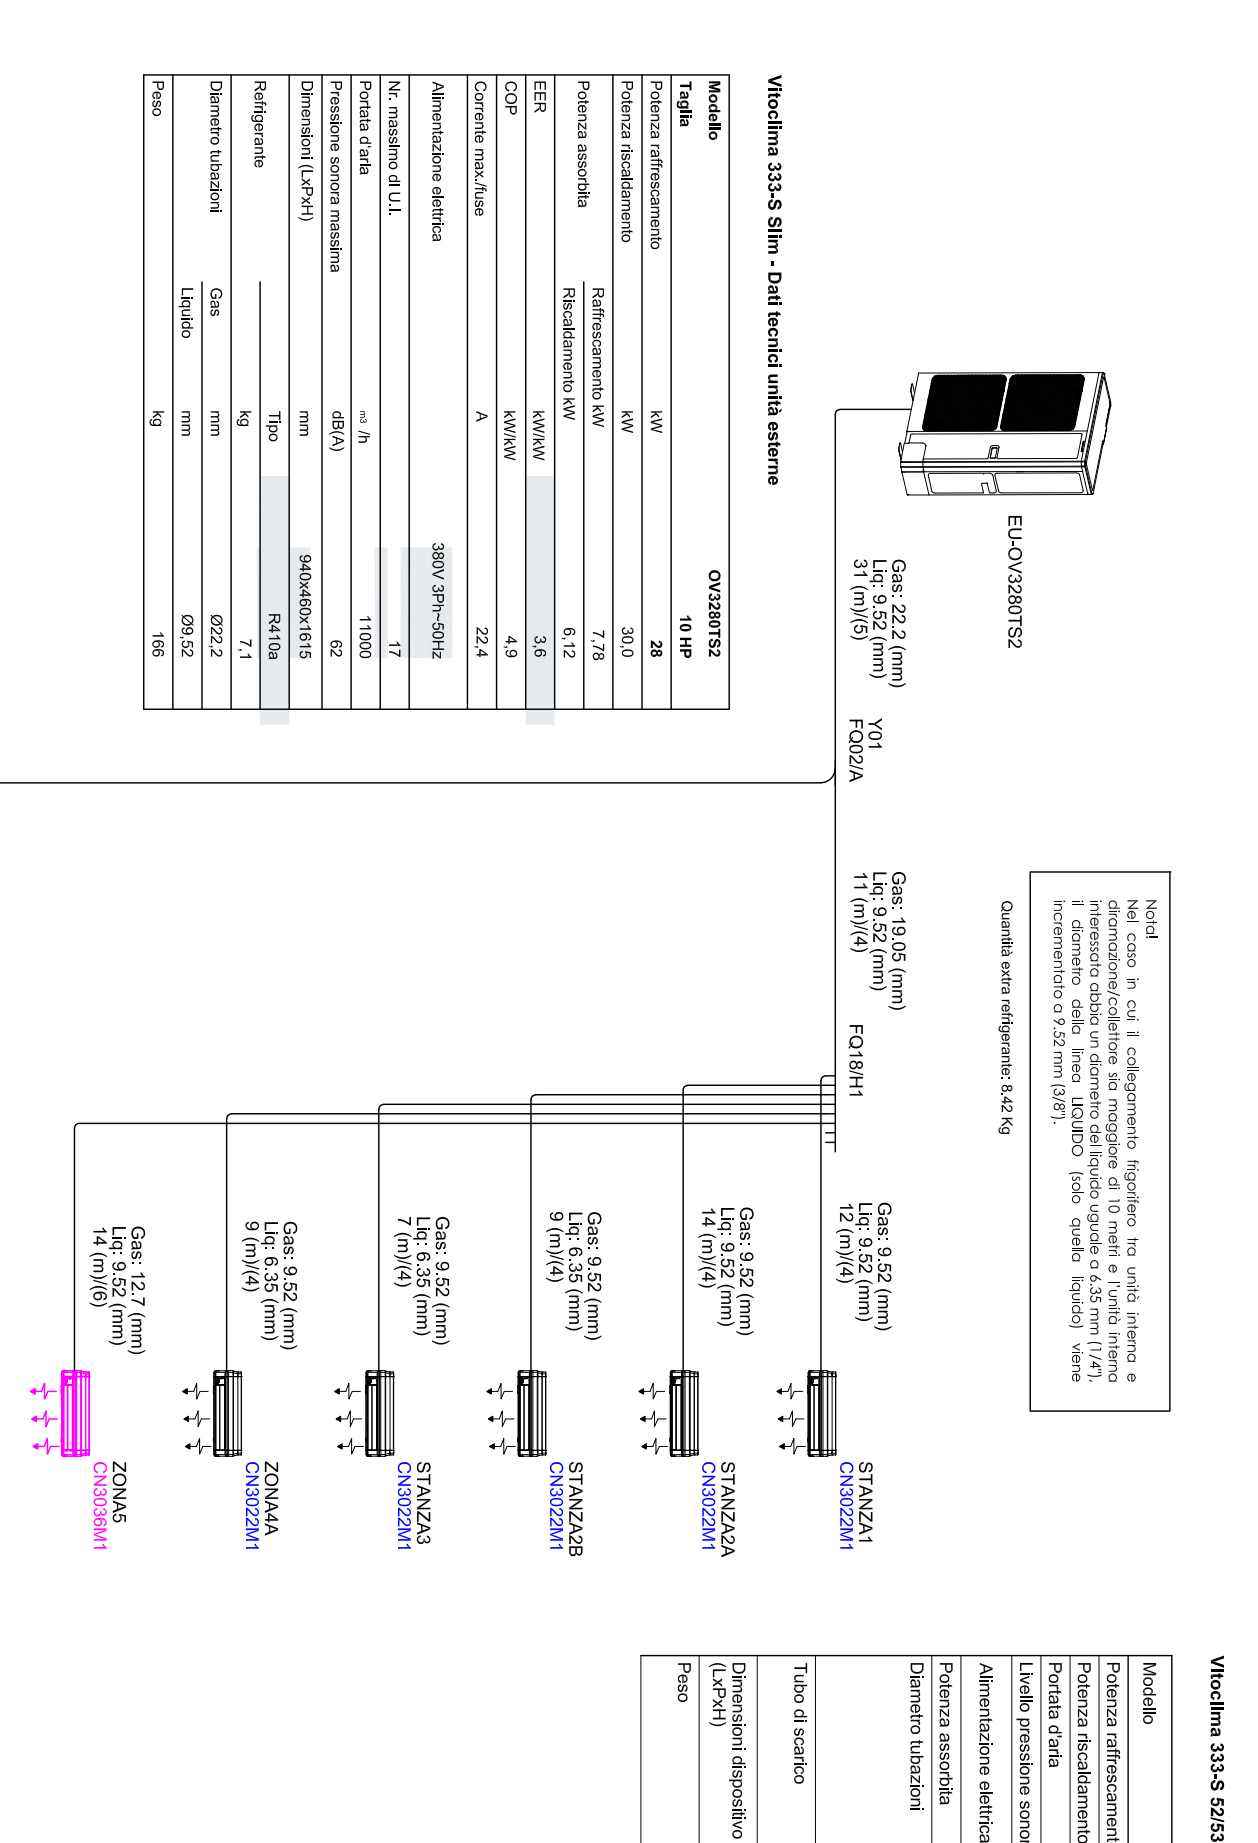 EU-OV3280TS2
Gas: 22.2 (mm)
Liq: 9.52 (mm)
31 (m)/(5)
Y01
FQ02/A
Nota!
Nel caso in cui il collegamento frigorifero tra unità interna e
diramazione/collettore sia maggiore di 10 metri e l'unità interna
interessata abbia un diametro del liquido uguale a 6.35 mm (1/4"),
il diametro della linea LIQUIDO (solo quella liquido) viene
incrementato a 9.52 mm (3/8").
Quantità extra refrigerante: 8.42 Kg
Gas: 19.05 (mm)
Liq: 9.52 (mm)
11 (m)/(4)
FQ18/H1
Gas: 9.52 (mm)
Liq: 9.52 (mm)
12 (m)/(4)
STANZA1
CN3022M1
Gas: 9.52 (mm)
Liq: 9.52 (mm)
14 (m)/(4)
STANZA2A
CN3022M1
Gas: 9.52 (mm)
Liq: 6.35 (mm)
9 (m)/(4)
STANZA2B
CN3022M1
Gas: 9.52 (mm)
Liq: 6.35 (mm)
7 (m)/(4)
STANZA3
CN3022M1
Gas: 9.52 (mm)
Liq: 6.35 (mm)
9 (m)/(4)
ZONA4A
CN3022M1
Gas: 12.7 (mm)
Liq: 9.52 (mm)
14 (m)/(6)
ZONA5
CN3036M1
Vitoclima 333-S Slim - Dati tecnici unità esterne
Modello OV3280TS2
Taglia 10 HP
Potenza raffrescamento kW 28
Potenza riscaldamento kW 30,0
Potenza assorbita Raffrescamento kW 7,78
Riscaldamento kW 6,12
EER kW/kW 3,6
COP kW/kW 4,9
Corrente max./fuse A 22,4
Alimentazione elettrica 380V 3Ph~50Hz
Nr. massimo di U.I. 17
Portata d'aria m3 /h 11000
Pressione sonora massima dB(A) 62
Dimensioni (LxPxH) mm 940x460x1615
Refrigerante Tipo R410a
kg 7,1
Diametro tubazioni Gas mm Ø22,2
Liquido mm Ø9,52
Peso kg 166
Vitoclima 333-S 52/53
Modello
Potenza raffrescament
Potenza riscaldamento
Portata d'aria
Livello pressione sonor
Alimentazione elettrica
Potenza assorbita
Diametro tubazioni
Tubo di scarico
Dimensioni dispositivo
(LxPxH)
Peso